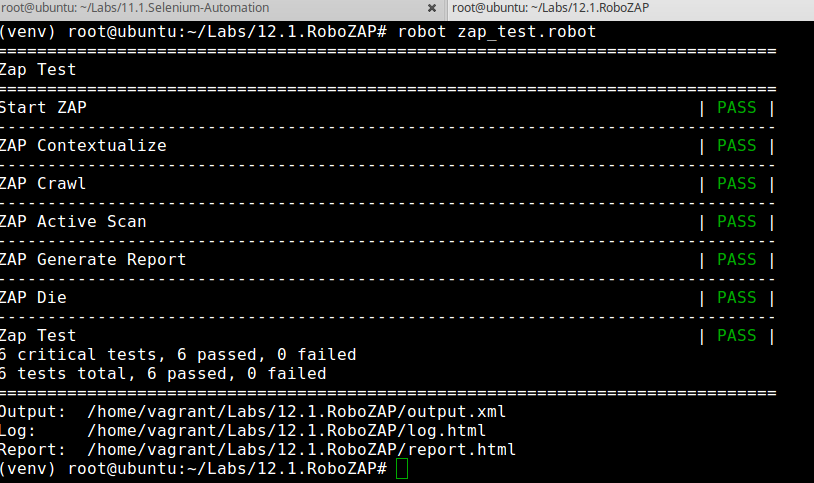 root@ubuntu: ~/Labs/11.1.Selenium-Automation
root@ubuntu: ~/Labs/12.1.RoboZAP
(venv) root@ubuntu:~/Labs/12.1.RoboZAP# robot zap_test.robot
==============================================================================
Zap Test
==============================================================================
Start ZAP | PASS |
------------------------------------------------------------------------------
ZAP Contextualize | PASS |
------------------------------------------------------------------------------
ZAP Crawl | PASS |
------------------------------------------------------------------------------
ZAP Active Scan | PASS |
------------------------------------------------------------------------------
ZAP Generate Report | PASS |
------------------------------------------------------------------------------
ZAP Die | PASS |
------------------------------------------------------------------------------
Zap Test | PASS |
6 critical tests, 6 passed, 0 failed
6 tests total, 6 passed, 0 failed
==============================================================================
Output: /home/vagrant/Labs/12.1.RoboZAP/output.xml
Log: /home/vagrant/Labs/12.1.RoboZAP/log.html
Report: /home/vagrant/Labs/12.1.RoboZAP/report.html
(venv) root@ubuntu:~/Labs/12.1.RoboZAP#